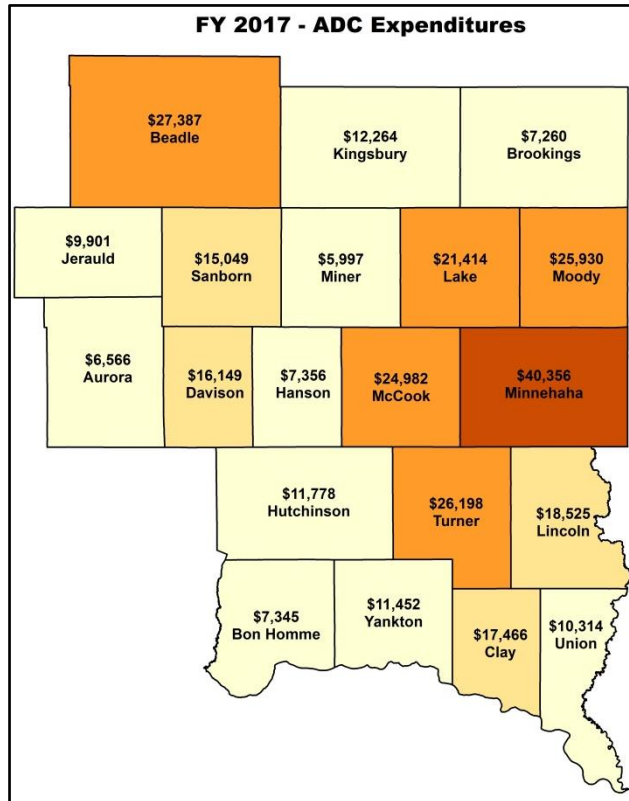 FY 2017 - ADC Expenditures
$27,387
Beadle
$12,264
Kingsbury
$7,260
Brookings
$9,901
Jerauld
$15,049
Sanborn
$5,997
Miner
$21,414
Lake
$25,930
Moody
$6,566
Aurora
$16,149
Davison
$7,356
Hanson
$24,982
McCook
$40,356
Minnehaha
$11,778
Hutchinson
$26,198
Turner
$18,525
Lincoln
$7,345
Bon Homme
$11,452
Yankton
$17,466
Clay
$10,314
Union